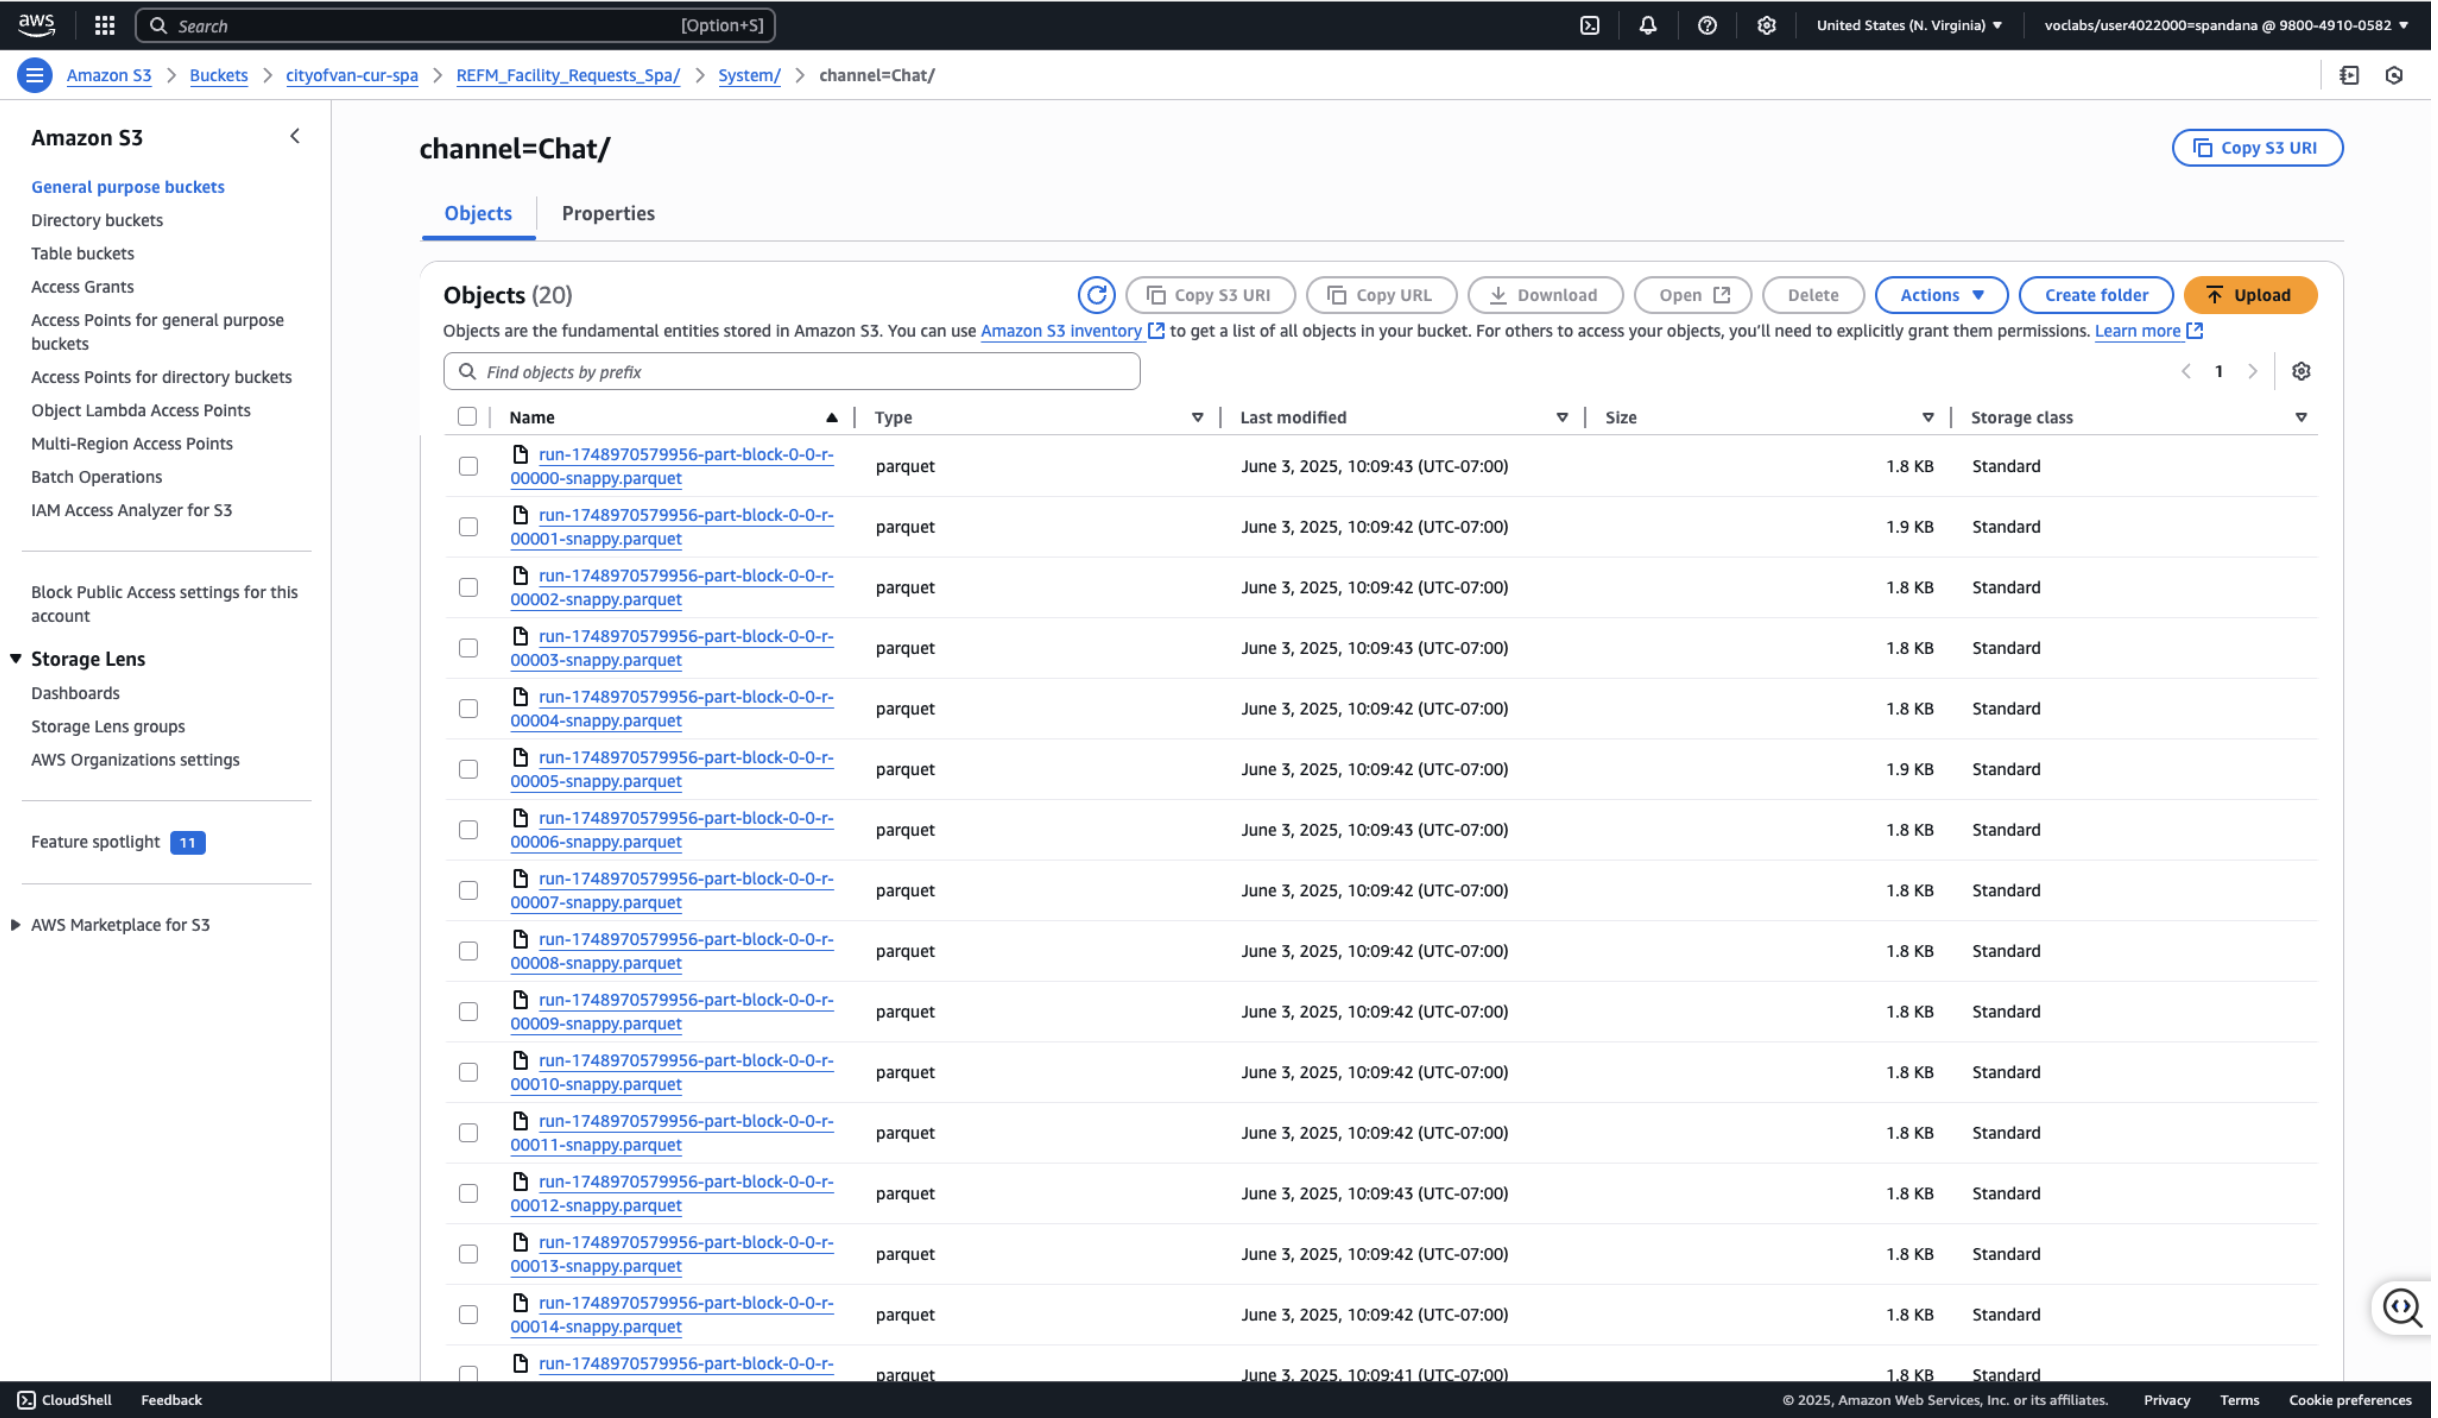 aws
Search [Option+S]
United States (N. Virginia)
voclabs/user4022000=spandana @ 9800-4910-0582
Amazon S3 > Buckets > cityofvan-cur-spa > REFM_Facility_Requests_Spa/ > System/ > channel=Chat/
Amazon S3
General purpose buckets
Directory buckets
Table buckets
Access Grants
Access Points for general purpose
buckets
Access Points for directory buckets
Object Lambda Access Points
Multi-Region Access Points
Batch Operations
IAM Access Analyzer for S3
Block Public Access settings for this
account
Storage Lens
Dashboards
Storage Lens groups
AWS Organizations settings
Feature spotlight 11
AWS Marketplace for S3
channel=Chat/
Copy S3 URI
Objects
Properties
Objects (20)
Copy S3 URI
Copy URL
Download
Open
Delete
Actions
Create folder
Upload
Objects are the fundamental entities stored in Amazon S3. You can use Amazon S3 inventory to get a list of all objects in your bucket. For others to access your objects, you'll need to explicitly grant them permissions. Learn more
Find objects by prefix
1
Name Type Last modified Size Storage class
run-1748970579956-part-block-0-0-r-
00000-snappy.parquet
parquet June 3, 2025, 10:09:43 (UTC-07:00) 1.8 KB Standard
run-1748970579956-part-block-0-0-r-
00001-snappy.parquet
parquet June 3, 2025, 10:09:42 (UTC-07:00) 1.9 KB Standard
run-1748970579956-part-block-0-0-r-
00002-snappy.parquet
parquet June 3, 2025, 10:09:42 (UTC-07:00) 1.8 KB Standard
run-1748970579956-part-block-0-0-r-
00003-snappy.parquet
parquet June 3, 2025, 10:09:43 (UTC-07:00) 1.8 KB Standard
run-1748970579956-part-block-0-0-r-
00004-snappy.parquet
parquet June 3, 2025, 10:09:42 (UTC-07:00) 1.8 KB Standard
run-1748970579956-part-block-0-0-r-
00005-snappy.parquet
parquet June 3, 2025, 10:09:42 (UTC-07:00) 1.9 KB Standard
run-1748970579956-part-block-0-0-r-
00006-snappy.parquet
parquet June 3, 2025, 10:09:43 (UTC-07:00) 1.8 KB Standard
run-1748970579956-part-block-0-0-r-
00007-snappy.parquet
parquet June 3, 2025, 10:09:42 (UTC-07:00) 1.8 KB Standard
run-1748970579956-part-block-0-0-r-
00008-snappy.parquet
parquet June 3, 2025, 10:09:42 (UTC-07:00) 1.8 KB Standard
run-1748970579956-part-block-0-0-r-
00009-snappy.parquet
parquet June 3, 2025, 10:09:42 (UTC-07:00) 1.8 KB Standard
run-1748970579956-part-block-0-0-r-
00010-snappy.parquet
parquet June 3, 2025, 10:09:42 (UTC-07:00) 1.8 KB Standard
run-1748970579956-part-block-0-0-r-
00011-snappy.parquet
parquet June 3, 2025, 10:09:42 (UTC-07:00) 1.8 KB Standard
run-1748970579956-part-block-0-0-r-
00012-snappy.parquet
parquet June 3, 2025, 10:09:43 (UTC-07:00) 1.8 KB Standard
run-1748970579956-part-block-0-0-r-
00013-snappy.parquet
parquet June 3, 2025, 10:09:42 (UTC-07:00) 1.8 KB Standard
run-1748970579956-part-block-0-0-r-
00014-snappy.parquet
parquet June 3, 2025, 10:09:42 (UTC-07:00) 1.8 KB Standard
run-1748970579956-part-block-0-0-r-
parquet June 3, 2025, 10:09:41 (UTC-07:00) 1.8 KB Standard
CloudShell
Feedback
© 2025, Amazon Web Services, Inc. or its affiliates.
Privacy
Terms
Cookie preferences